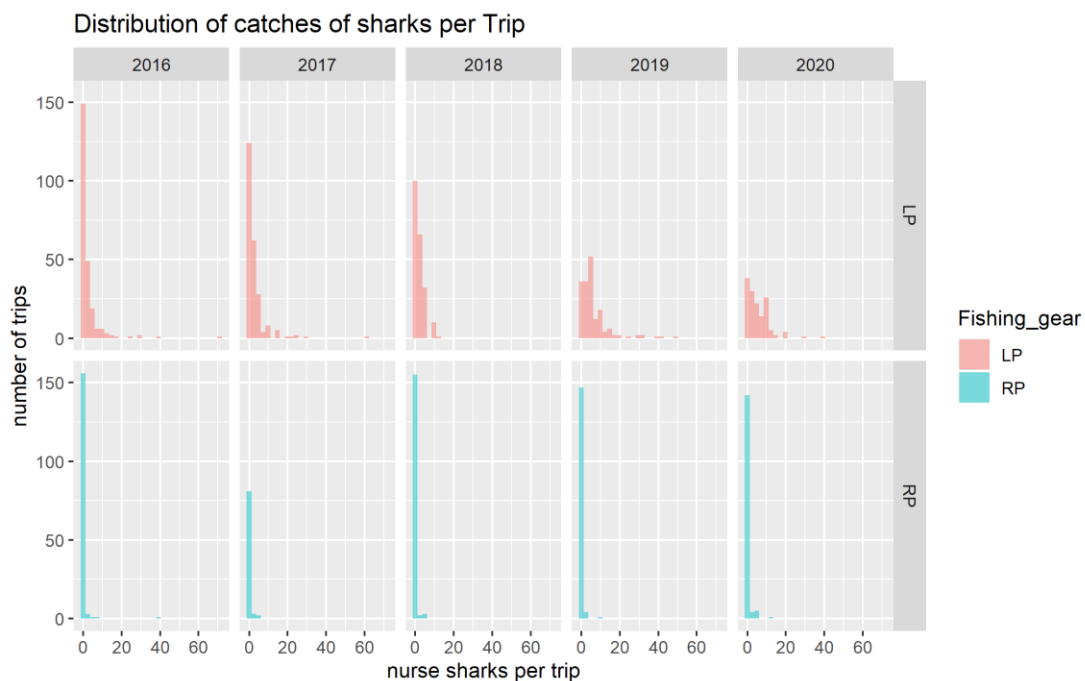 Distribution of catches of sharks per Trip
2016 2017 2018 2019 2020
150
100
50
0
LP
150
100
50
0
RP
number of trips
0 20 40 60 0 20 40 60 0 20 40 60 0 20 40 60 0 20 40 60
nurse sharks per trip
Fishing_gear
LP
RP